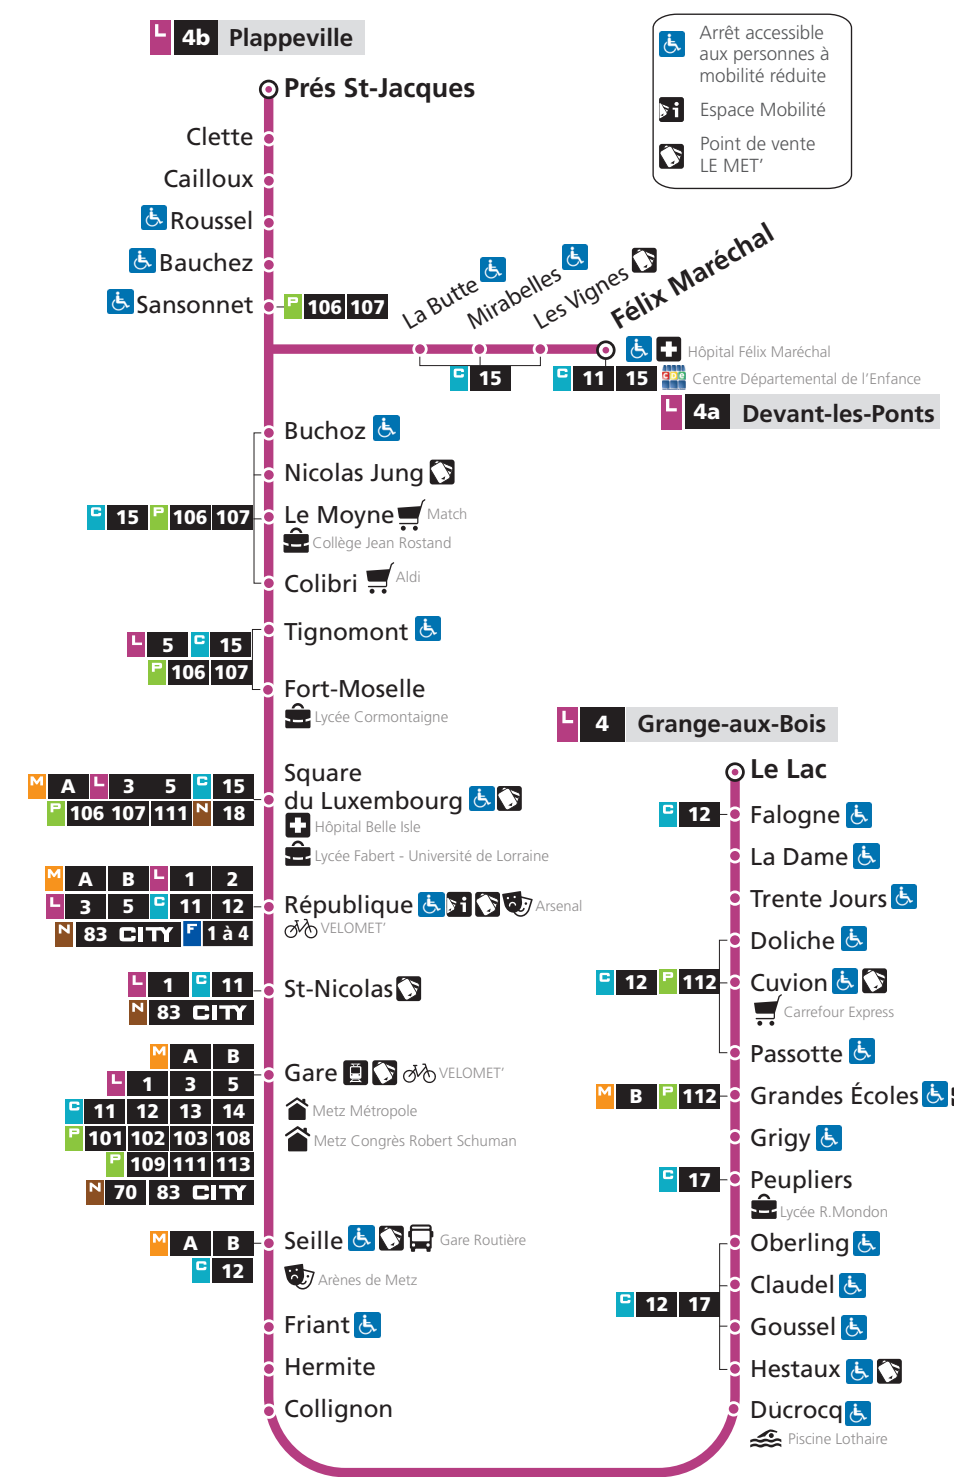 L 4b Plappeville
Arrêt accessible
aux personnes à
mobilité réduite
Espace Mobilité
Point de vente
LE MET'
Prés St-Jacques
Clette
Cailloux
Roussel
Bauchez
Sansonnet
P 106 107
La Butte
Mirabelles
Les Vignes
Félix Maréchal
Hôpital Félix Maréchal
C 15
C 11 15
cde Centre Départemental de l'Enfance
L 4a Devant-les-Ponts
Buchoz
Nicolas Jung
C 15 P 106 107
Le Moyne Match
Collège Jean Rostand
Colibri Aldi
Tignomont
L 5 C 15
P 106 107
Fort-Moselle
Lycée Cormontaigne
M A L 3 5 C 15
P 106 107 111 N 18
Square
du Luxembourg
Hôpital Belle Isle
Lycée Fabert - Université de Lorraine
M A B L 1 2
L 3 5 C 11 12
N 83 CITY F 1 à 4
République Arsenal
VELOMET'
L 1 C 11
N 83 CITY
St-Nicolas
M A B
L 1 3 5
C 11 12 13 14
P 101 102 103 108
P 109 111 113
N 70 83 CITY
Gare VELOMET'
Metz Métropole
Metz Congrès Robert Schuman
M A B
C 12
Seille Gare Routière
Arènes de Metz
Friant
Hermite
Collignon
L 4 Grange-aux-Bois
Le Lac
C 12
Falogne
La Dame
Trente Jours
Doliche
C 12 P 112
Cuvion
Carrefour Express
Passotte
M B P 112
Grandes Écoles
Grigy
C 17
Peupliers
Lycée R.Mondon
Oberling
Claudel
C 12 17
Goussel
Hestaux
Ducrocq
Piscine Lothaire